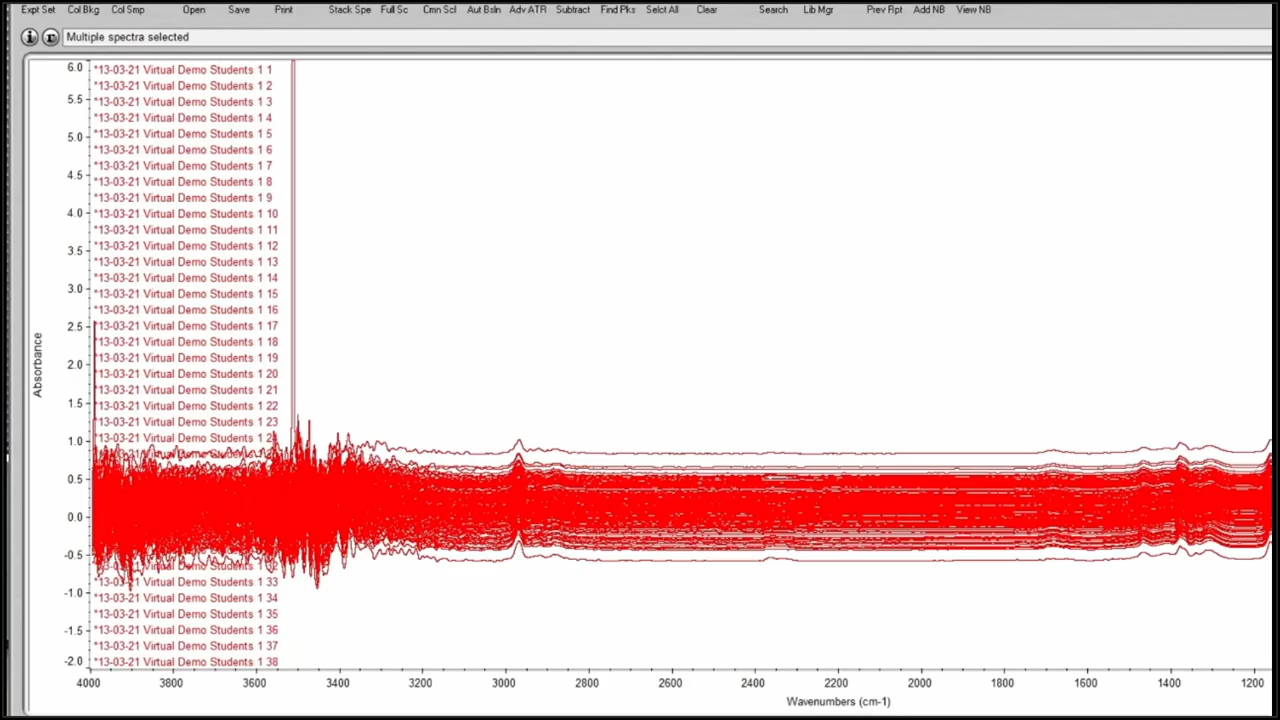 Expt Set Col Bkg Col Smp Open Save Print Stack Spe Full Sc Cmn Scl Aut Bsln Adv ATR Subtract Find Pks Selct All Clear Search Lib Mgr Prev Rpt Add NB View NB
Multiple spectra selected
6.0
*13-03-21 Virtual Demo Students 1 1
*13-03-21 Virtual Demo Students 1 2
5.5
*13-03-21 Virtual Demo Students 1 3
*13-03-21 Virtual Demo Students 1 4
5.0
*13-03-21 Virtual Demo Students 1 5
*13-03-21 Virtual Demo Students 1 6
*13-03-21 Virtual Demo Students 1 7
4.5
*13-03-21 Virtual Demo Students 1 8
*13-03-21 Virtual Demo Students 1 9
4.0
*13-03-21 Virtual Demo Students 1 10
*13-03-21 Virtual Demo Students 1 11
3.5
*13-03-21 Virtual Demo Students 1 12
*13-03-21 Virtual Demo Students 1 13
*13-03-21 Virtual Demo Students 1 14
3.0
*13-03-21 Virtual Demo Students 1 15
*13-03-21 Virtual Demo Students 1 16
2.5
*13-03-21 Virtual Demo Students 1 17
*13-03-21 Virtual Demo Students 1 18
*13-03-21 Virtual Demo Students 1 19
2.0
*13-03-21 Virtual Demo Students 1 20
*13-03-21 Virtual Demo Students 1 21
1.5
*13-03-21 Virtual Demo Students 1 22
*13-03-21 Virtual Demo Students 1 23
1.0
*13-03-21 Virtual Demo Students 1
0.5
0.0
-0.5
*13-03-21 Virtual Demo Students 1 33
-1.0
*13-03-21 Virtual Demo Students 1 34
*13-03-21 Virtual Demo Students 1 35
-1.5
*13-03-21 Virtual Demo Students 1 36
*13-03-21 Virtual Demo Students 1 37
-2.0
*13-03-21 Virtual Demo Students 1 38
Absorbance
4000 3800 3600 3400 3200 3000 2800 2600 2400 2200 2000 1800 1600 1400 1200
Wavenumbers (cm-1)